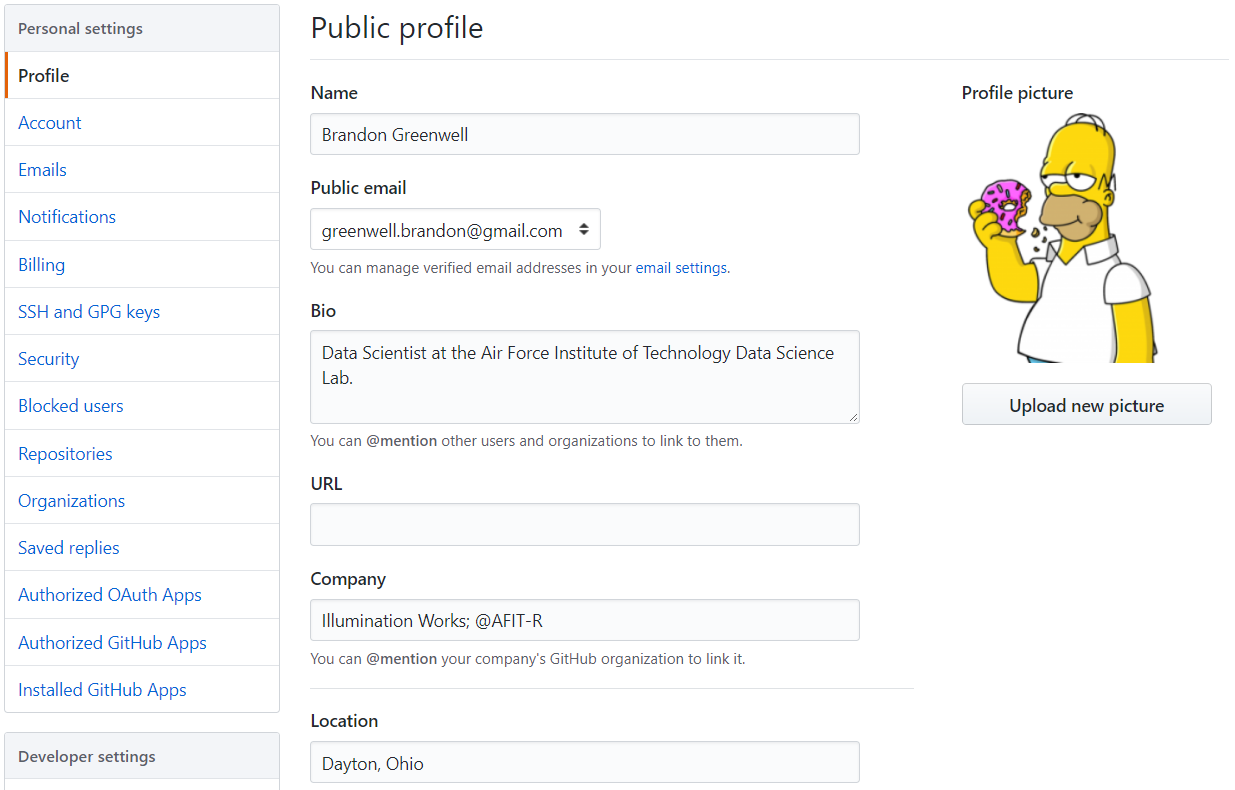 Personal settings
Profile
Account
Emails
Notifications
Billing
SSH and GPG keys
Security
Blocked users
Repositories
Organizations
Saved replies
Authorized OAuth Apps
Authorized GitHub Apps
Installed GitHub Apps
Developer settings
Public profile
Name
Brandon Greenwell
Public email
greenwell.brandon@gmail.com
You can manage verified email addresses in your email settings.
Bio
Data Scientist at the Air Force Institute of Technology Data Science
Lab.
You can @mention other users and organizations to link to them.
URL
Company
Illumination Works; @AFIT-R
You can @mention your company's GitHub organization to link it.
Location
Dayton, Ohio
Profile picture
Upload new picture